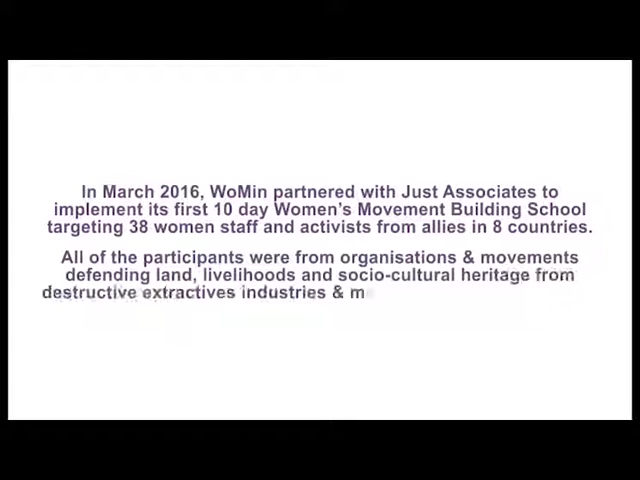 In March 2016, WoMin partnered with Just Associates to
implement its first 10 day Women's Movement Building School
targeting 38 women staff and activists from allies in 8 countries.
All of the participants were from organisations & movements
defending land, livelihoods and socio-cultural heritage from
destructive extractives industries & m